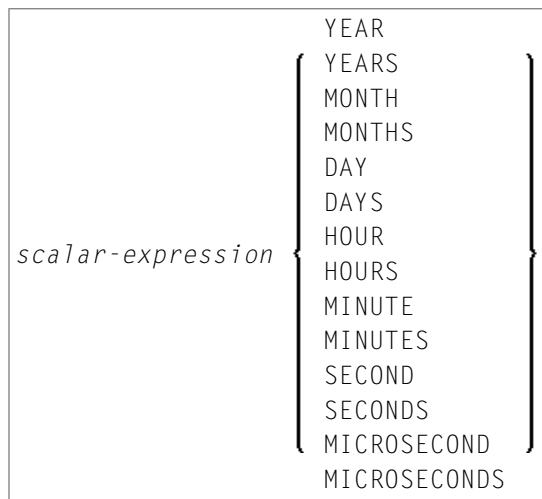 YEAR
YEARS
MONTH
MONTHS
DAY
DAYS
HOUR
scalar-expression
HOURS
MINUTE
MINUTES
SECOND
SECONDS
MICROSECOND
MICROSECONDS